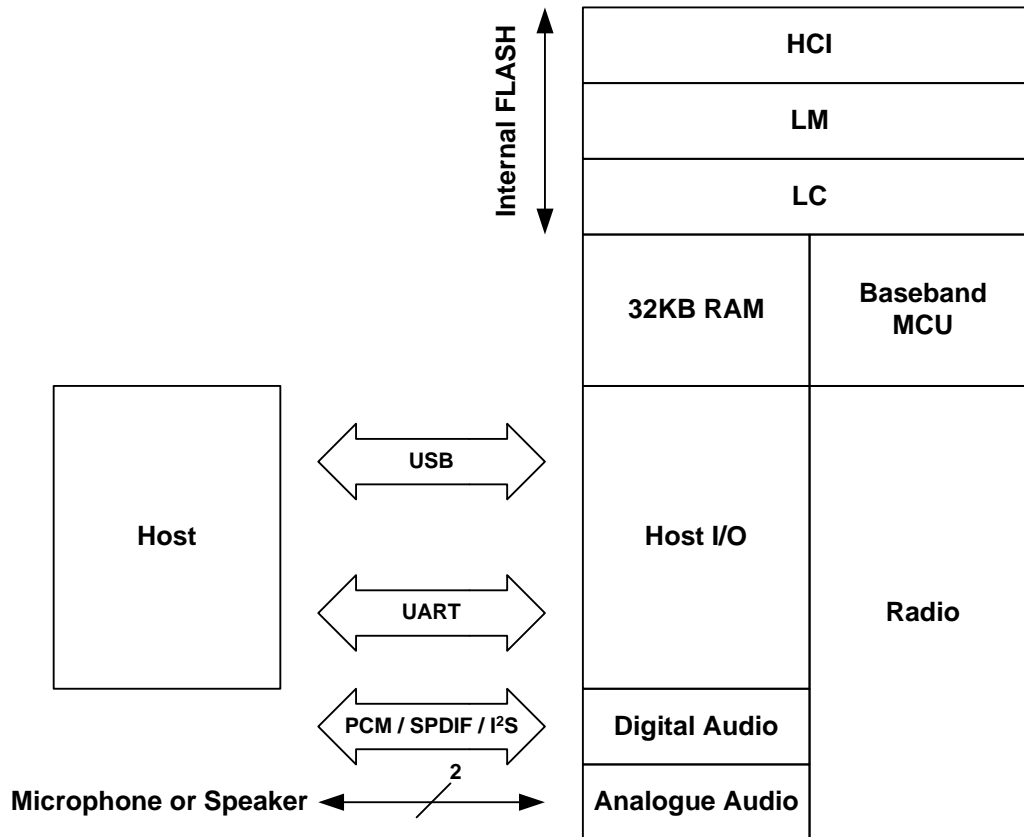 Internal FLASH
HCI
LM
LC
32KB RAM
Baseband
MCU
Host
USB
UART
PCM / SPDIF / I²S
2
Microphone or Speaker
Host I/O
Radio
Digital Audio
Analogue Audio